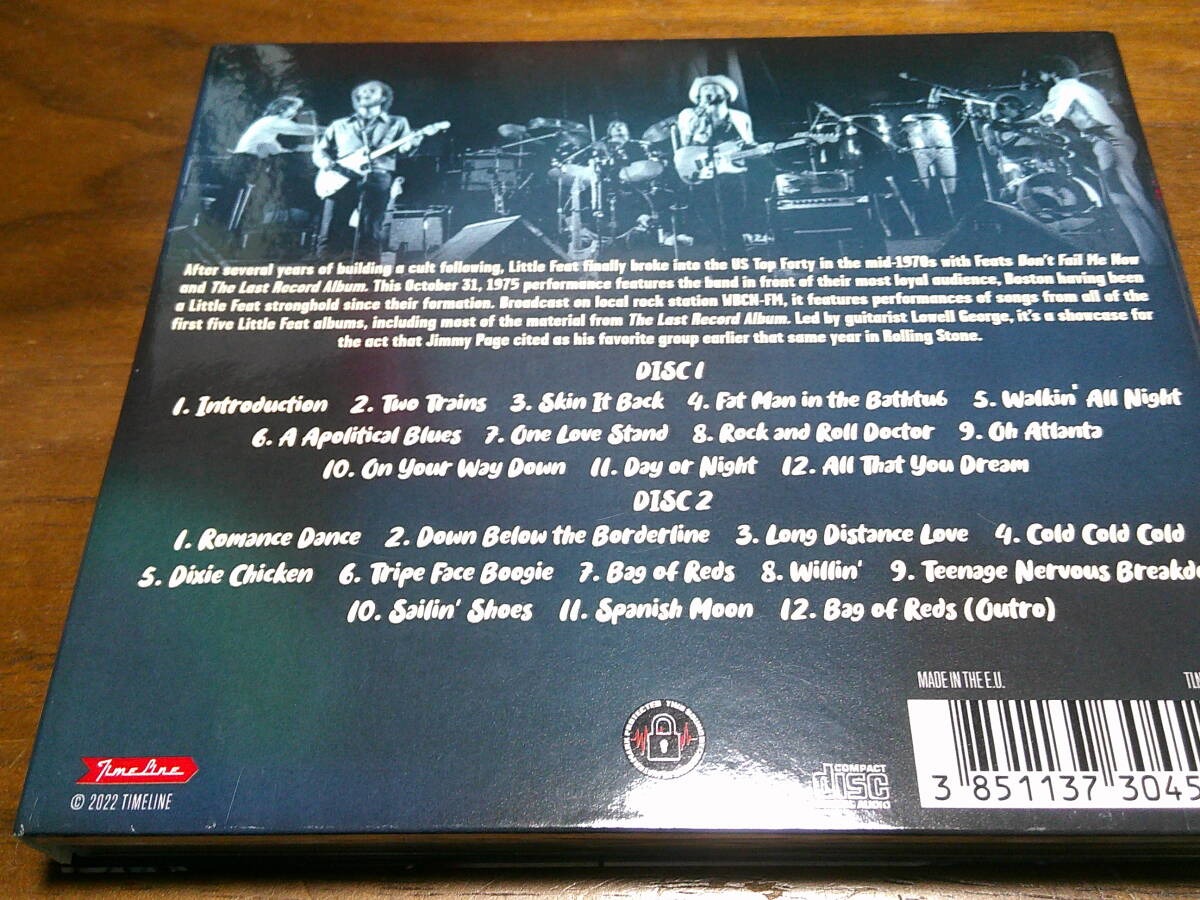 After several years of building a cult following, Little Feat finally broke into the US Top Forty in the mid-1970s with Feats Don't Fail Me Now
and The Last Record Album. This October 31, 1975 performance features the band in front of their most loyal audience, Boston having been
a Little Feat stronghold since their formation. Broadcast on local rock station WBCN-FM, it features performances of songs from all of the
first five Little Feat albums, including most of the material from The Last Record Album. Led by guitarist Lowell George, it's a showcase for
the act that Jimmy Page cited as his favorite group earlier that same year in Rolling Stone.
DISC 1
1. Introduction 2. Two Trains 3. Skin It Back 4. Fat Man in the Bathtub 5. Walkin' All Night
6. A Apolitical Blues 7. One Love Stand 8. Rock and Roll Doctor 9. Oh Atlanta
10. On Your Way Down 11. Day or Night 12. All That You Dream
DISC 2
1. Romance Dance 2. Down Below the Borderline 3. Long Distance Love 4. Cold Cold Cold
5. Dixie Chicken 6. Tripe Face Boogie 7. Bag of Reds 8. Willin' 9. Teenage Nervous Breakdo
10. Sailin' Shoes 11. Spanish Moon 12. Bag of Reds (Outro)
MADE IN THE E.U.
TimeLine
© 2022 TIMELINE
COMPACT
disc
AUDIO
3 851137 3045